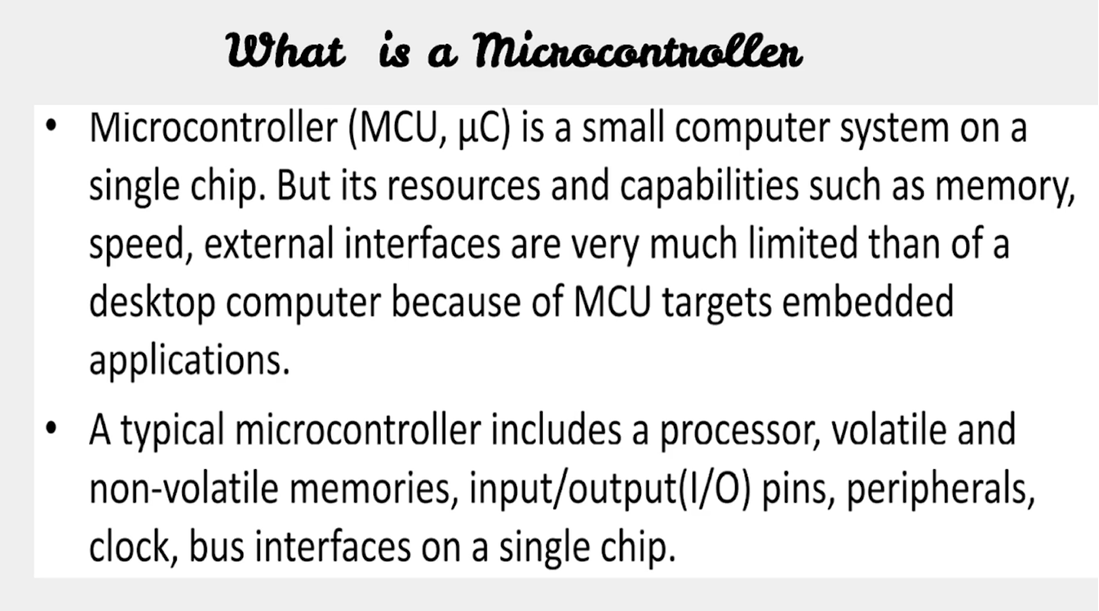 What is a Microcontroller
• Microcontroller (MCU, µC) is a small computer system on a
single chip. But its resources and capabilities such as memory,
speed, external interfaces are very much limited than of a
desktop computer because of MCU targets embedded
applications.
• A typical microcontroller includes a processor, volatile and
non-volatile memories, input/output(I/O) pins, peripherals,
clock, bus interfaces on a single chip.